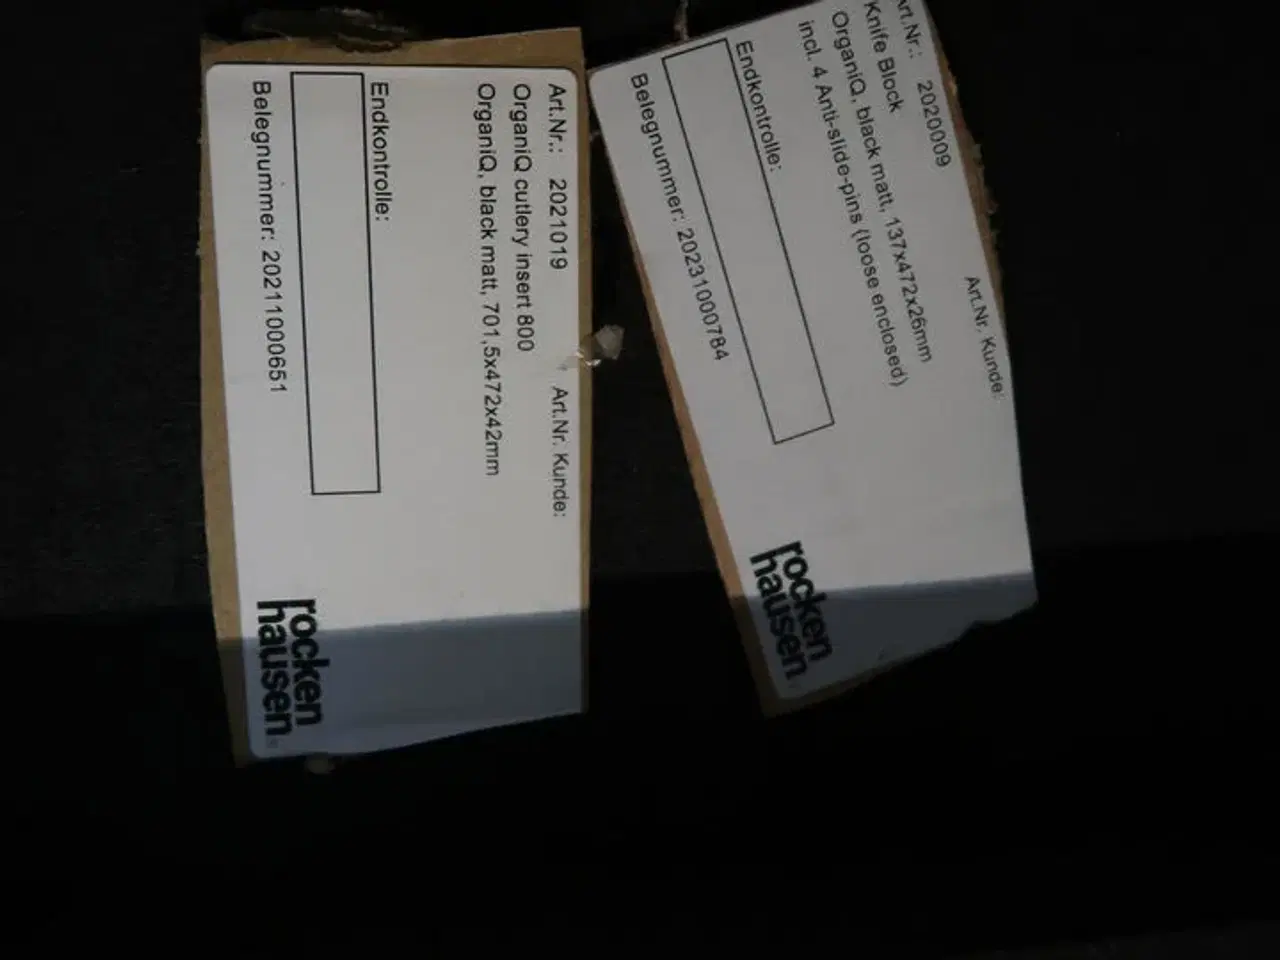 Art.Nr.: 2021019 Art.Nr. Kunde:
OrganiQ cutlery insert 800
OrganiQ, black matt, 701,5x472x42mm
Endkontrolle:
Belegnummer: 2021100651
rocken
hausen
Art.Nr.: 2020009 Art.Nr. Kunde:
Knife Block
OrganiQ, black matt, 137x472x26mm
incl. 4 Anti-slide-pins (loose enclosed)
Endkontrolle:
Belegnummer: 20231000784
rocken
hausen